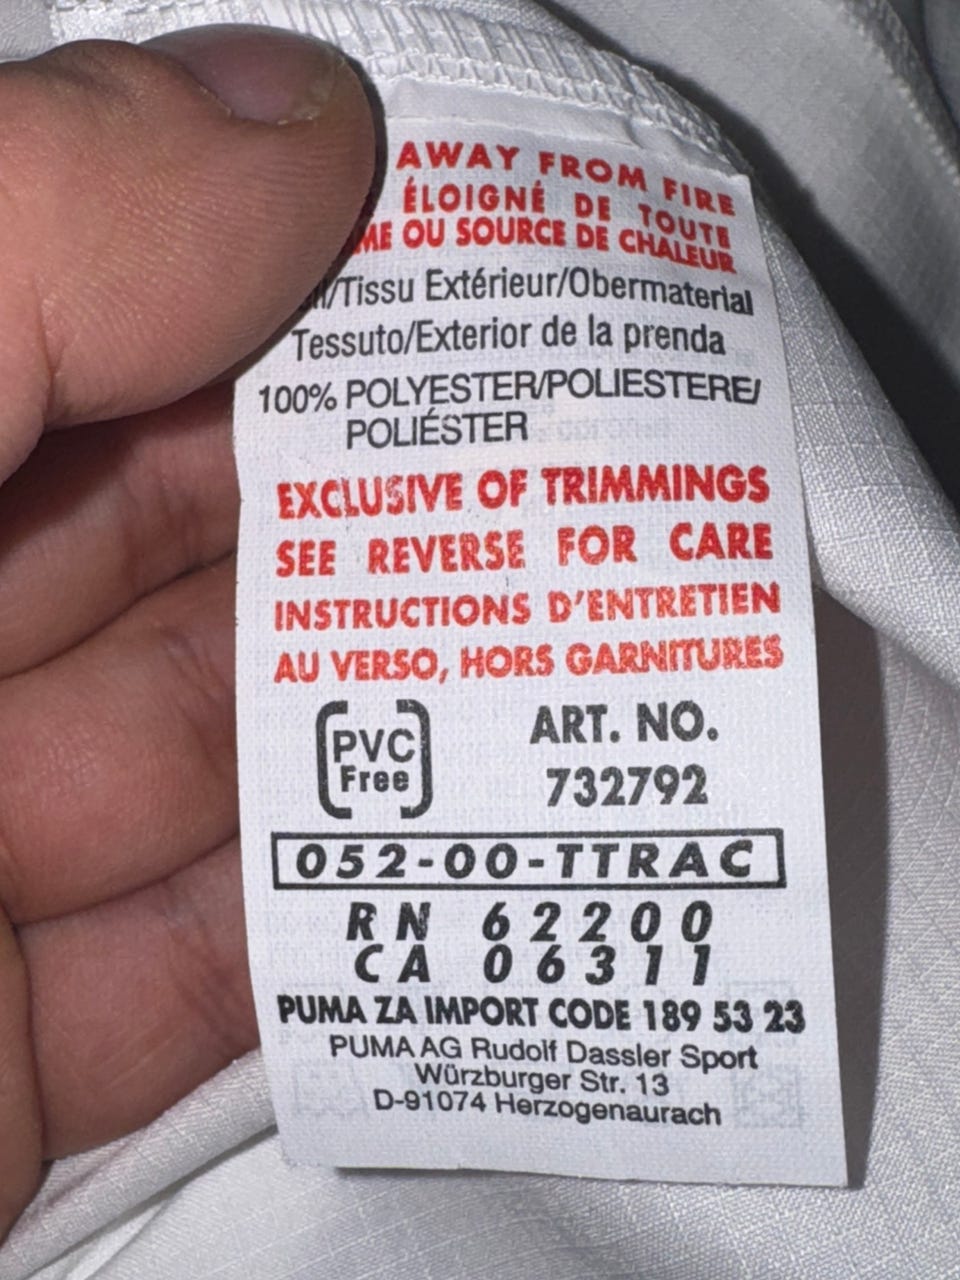 AWAY FROM FIRE
ÉLOIGNÉ DE TOUTE
OU SOURCE DE CHALEUR
/Tissu Extérieur/Obermaterial
Tessuto/Exterior de la prenda
100% POLYESTER/POLIESTERE/
POLIÉSTER
EXCLUSIVE OF TRIMMINGS
SEE REVERSE FOR CARE
INSTRUCTIONS D'ENTRETIEN
AU VERSO, HORS GARNITURES
PVC
Free
ART. NO.
732792
052-00-TTRAC
RN 62200
CA 06311
PUMA ZA IMPORT CODE 189 53 23
PUMA AG Rudolf Dassler Sport
Würzburger Str. 13
D-91074 Herzogenaurach